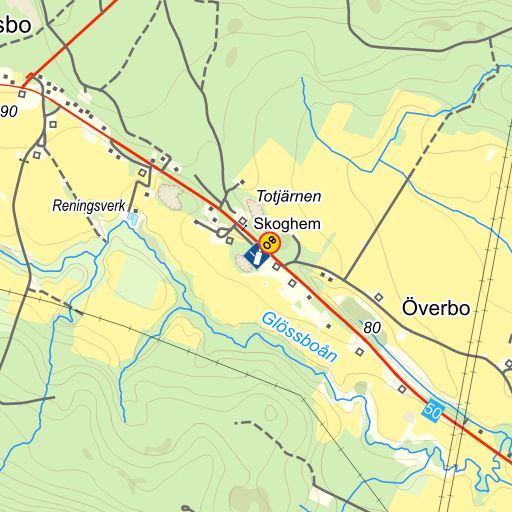 sbo
90
Reningsverk
Totjärnen
Skoghem
80
Överbo
80
Glössboån
50